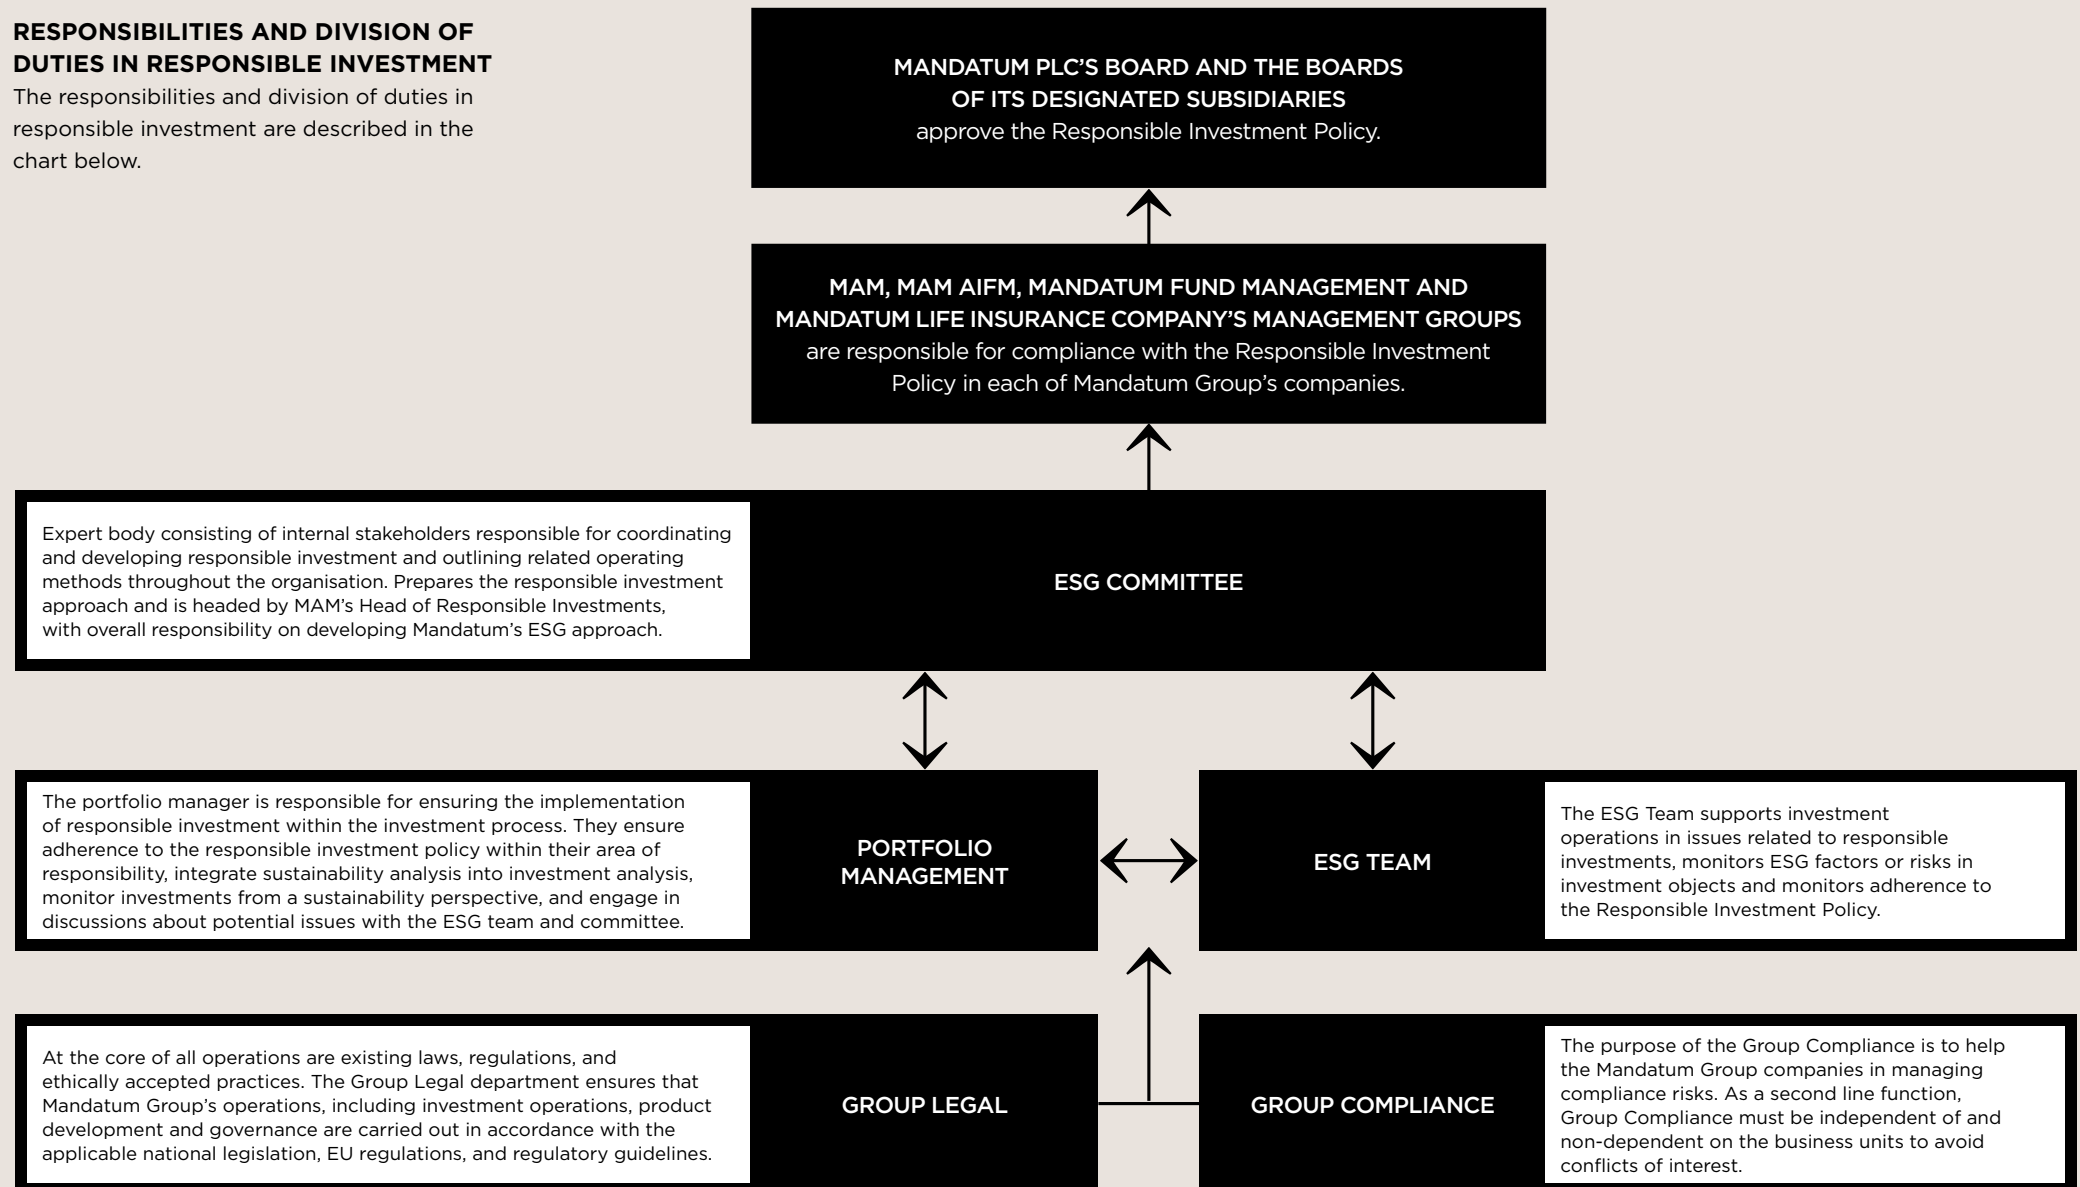 RESPONSIBILITIES AND DIVISION OF
DUTIES IN RESPONSIBLE INVESTMENT
The responsibilities and division of duties in
responsible investment are described in the
chart below.
MANDATUM PLC’S BOARD AND THE BOARDS
OF ITS DESIGNATED SUBSIDIARIES
approve the Responsible Investment Policy.
MAM, MAM AIFM, MANDATUM FUND MANAGEMENT AND
MANDATUM LIFE INSURANCE COMPANY’S MANAGEMENT GROUPS
are responsible for compliance with the Responsible Investment
Policy in each of Mandatum Group’s companies.
Expert body consisting of internal stakeholders responsible for coordinating
and developing responsible investment and outlining related operating
methods throughout the organisation. Prepares the responsible investment
approach and is headed by MAM’s Head of Responsible Investments,
with overall responsibility on developing Mandatum’s ESG approach.
ESG COMMITTEE
The portfolio manager is responsible for ensuring the implementation
of responsible investment within the investment process. They ensure
adherence to the responsible investment policy within their area of
responsibility, integrate sustainability analysis into investment analysis,
monitor investments from a sustainability perspective, and engage in
discussions about potential issues with the ESG team and committee.
PORTFOLIO
MANAGEMENT
ESG TEAM
The ESG Team supports investment
operations in issues related to responsible
investments, monitors ESG factors or risks in
investment objects and monitors adherence to
the Responsible Investment Policy.
At the core of all operations are existing laws, regulations, and
ethically accepted practices. The Group Legal department ensures that
Mandatum Group’s operations, including investment operations, product
development and governance are carried out in accordance with the
applicable national legislation, EU regulations, and regulatory guidelines.
GROUP LEGAL
GROUP COMPLIANCE
The purpose of the Group Compliance is to help
the Mandatum Group companies in managing
compliance risks. As a second line function,
Group Compliance must be independent of and
non-dependent on the business units to avoid
conflicts of interest.